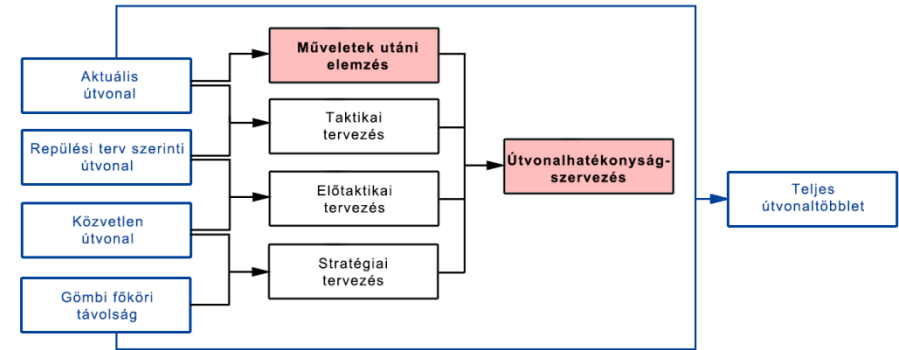 Aktuális
útvonal
Repülési terv szerinti
útvonal
Közvetlen
útvonal
Gömbi főköri
távolság
Műveletek utáni
elemzés
Taktikai
tervezés
Előtaktikai
tervezés
Stratégiai
tervezés
Útvonalhatékonyság-
szervezés
Teljes
útvonaltöbblet